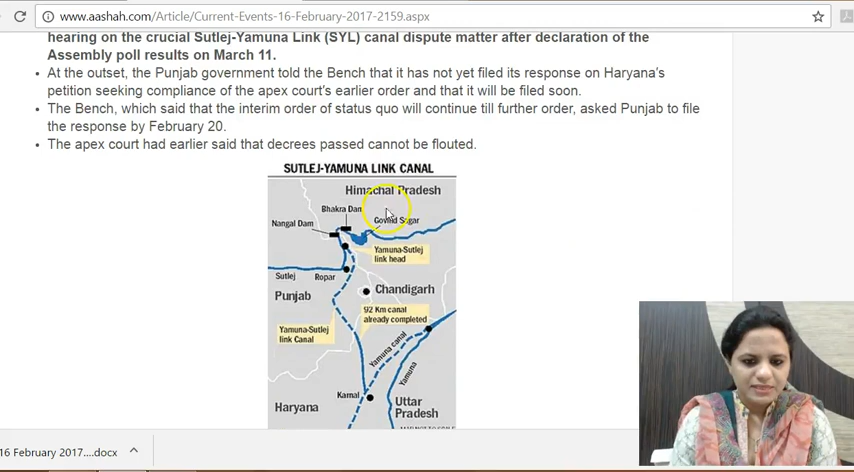 www.aashah.com/Article/Current-Events-16-February-2017-2159.aspx
hearing on the crucial Sutlej-Yamuna Link (SYL) canal dispute matter after declaration of the
Assembly poll results on March 11.
At the outset, the Punjab government told the Bench that it has not yet filed its response on Haryana's
petition seeking compliance of the apex court's earlier order and that it will be filed soon.
The Bench, which said that the interim order of status quo will continue till further order, asked Punjab to file
the response by February 20.
The apex court had earlier said that decrees passed cannot be flouted.
SUTLEJ-YAMUNA LINK CANAL
Himachal Pradesh
Bhakra Dam
Nangal Dam
Govind Sagar
Yamuna-Sutlej
link head
Sutlej
Ropar
Chandigarh
Punjab
92 Km canal
already completed
Yamuna-Sutlej
link Canal
Yamuna canal
Yamuna
Karnal
Haryana
Uttar
Pradesh
16 February 2017....docx